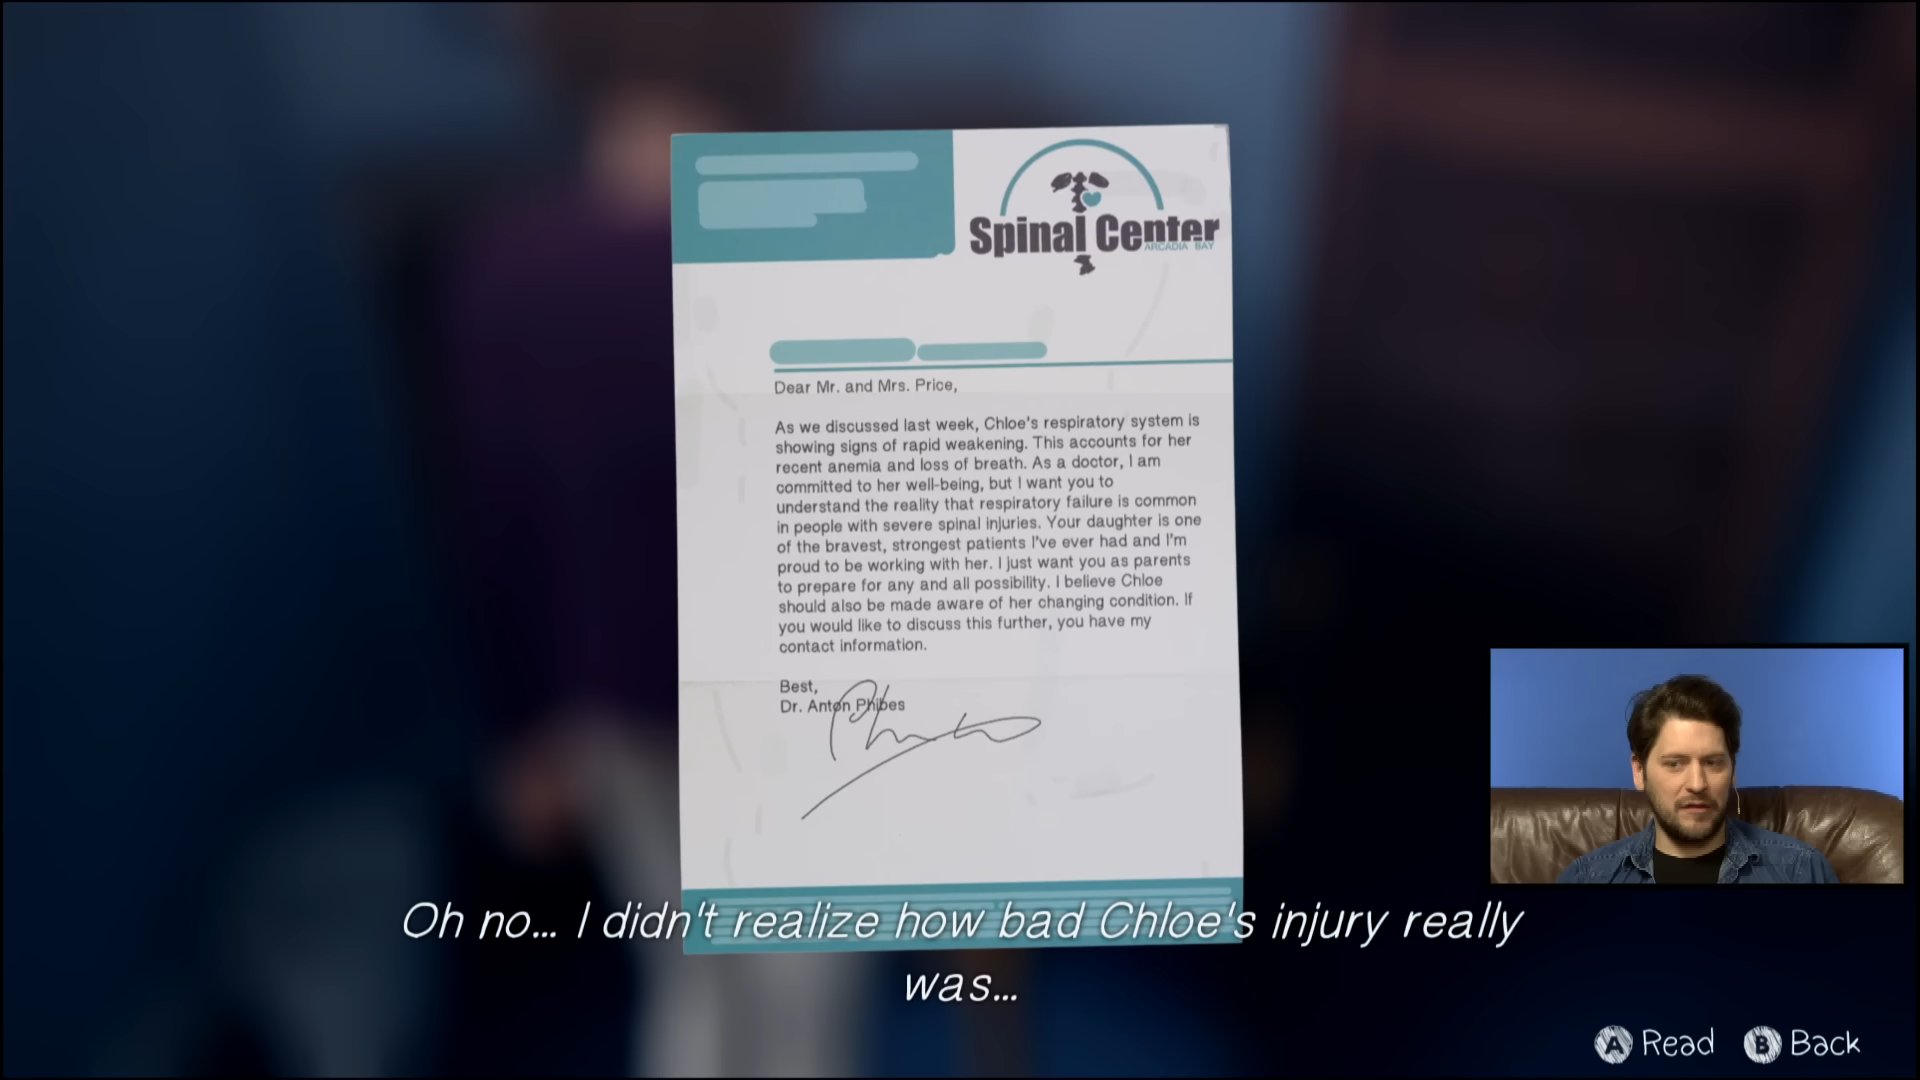 Spinal Center
ARCADIA BAY
Dear Mr. and Mrs. Price,
As we discussed last week, Chloe's respiratory system is
showing signs of rapid weakening. This accounts for her
recent anemia and loss of breath. As a doctor, I am
committed to her well-being, but I want you to
understand the reality that respiratory failure is common
in people with severe spinal injuries. Your daughter is one
of the bravest, strongest patients I've ever had and I'm
proud to be working with her. I just want you as parents
to prepare for any and all possibility. I believe Chloe
should also be made aware of her changing condition. If
you would like to discuss this further, you have my
contact information.
Best,
Dr. Anton Phibes
Oh no... I didn't realize how bad Chloe's injury really
was...
A Read B Back